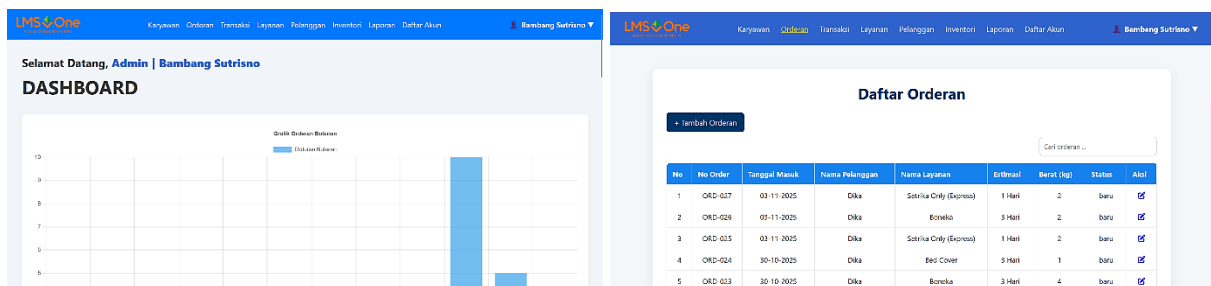 LMS One
Karyawan Orderan Transaksi Layanan Pelanggan Inventori Laporan Daftar Akun
Bambang Sutrisno ▼
Selamat Datang, Admin | Bambang Sutrisno
DASHBOARD
Grafik Orderan Bulanan
Orderan Bulanan
10
9
8
7
6
5
LMS One
Karyawan Orderan Transaksi Layanan Pelanggan Inventori Laporan Daftar Akun
Bambang Sutrisno ▼
Daftar Orderan
+ Tambah Orderan
Cari orderan ...
No No Order Tanggal Masuk Nama Pelanggan Nama Layanan Estimasi Berat (kg) Status Aksi
1 ORD-027 03-11-2025 Dika Setrika Only (Express) 1 Hari 2 baru
2 ORD-026 03-11-2025 Dika Boneka 3 Hari 2 baru
3 ORD-025 03-11-2025 Dika Setrika Only (Express) 1 Hari 2 baru
4 ORD-024 30-10-2025 Dika Bed Cover 3 Hari 1 baru
5 ORD-023 30-10-2025 Dika Boneka 3 Hari 4 baru